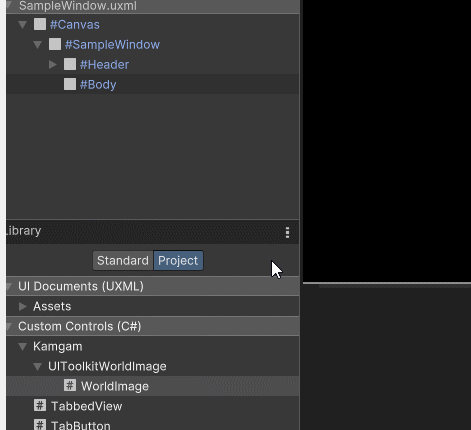 SampleWindow.uxml
#Canvas
#SampleWindow
#Header
#Body
Library
Standard Project
UI Documents (UXML)
Assets
Custom Controls (C#)
Kamgam
UIToolkitWorldImage
# WorldImage
# TabbedView
# TabButton